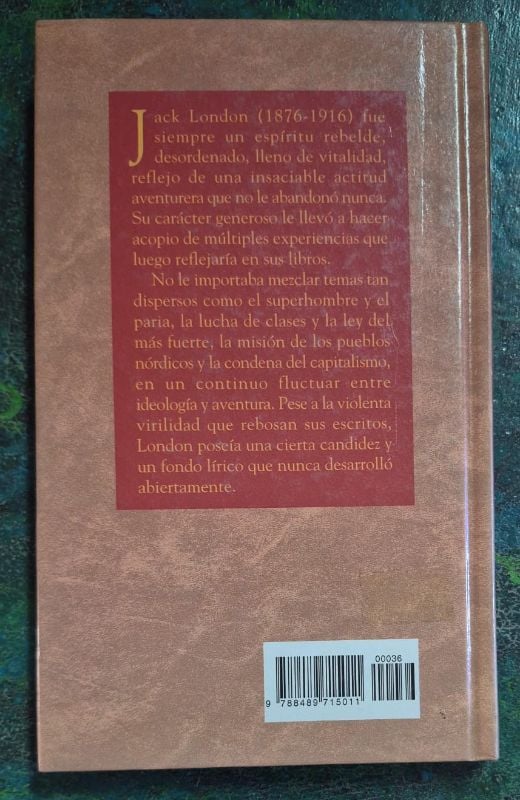 Jack London (1876-1916) fue
siempre un espíritu rebelde,
desordenado, lleno de vitalidad,
reflejo de una insaciable actitud
aventurera que no le abandonó nunca.
Su carácter generoso le llevó a hacer
acopio de múltiples experiencias que
luego reflejaría en sus libros.
No le importaba mezclar temas tan
dispersos como el superhombre y el
paria, la lucha de clases y la ley del
más fuerte, la misión de los pueblos
nórdicos y la condena del capitalismo,
en un continuo fluctuar entre
ideología y aventura. Pese a la violenta
virilidad que rebosan sus escritos,
London poseía una cierta candidez y
un fondo lírico que nunca desarrolló
abiertamente.
00036
9 788489 715011